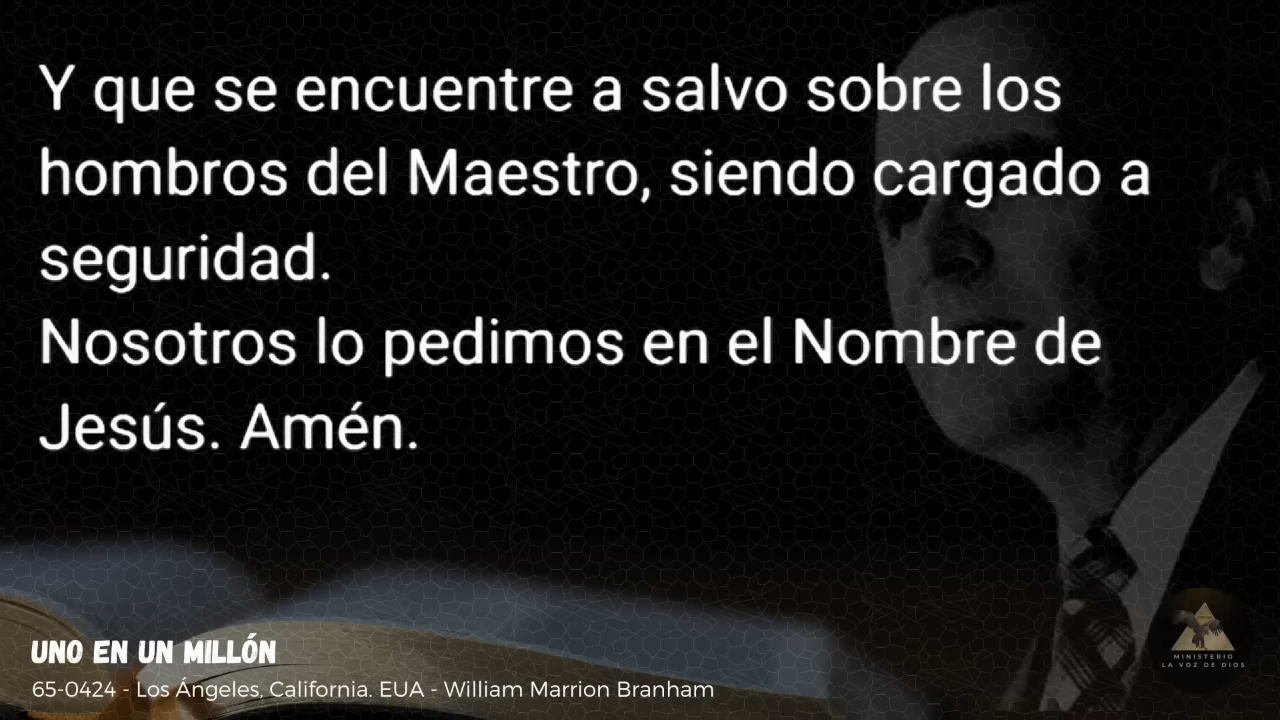 Y que se encuentre a salvo sobre los
hombros del Maestro, siendo cargado a
seguridad.
Nosotros lo pedimos en el Nombre de
Jesús. Amén.
UNO EN UN MILLÓN
65-0424 - Los Ángeles, California. EUA - William Marrion Branham
MINISTERIO
LA VOZ DE DIOS